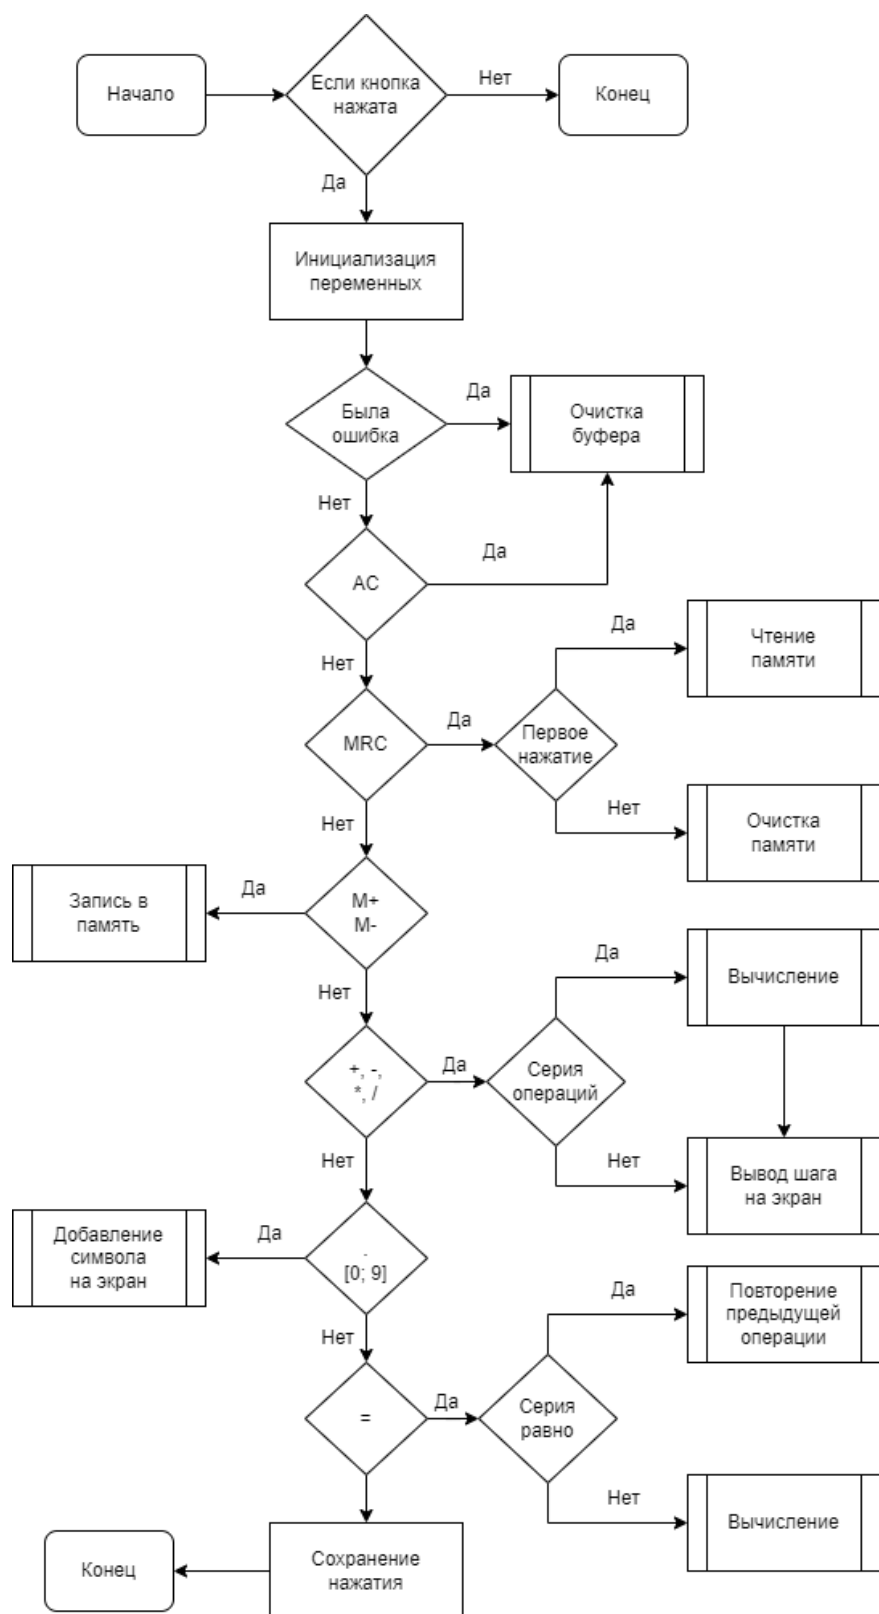 Начало
Если кнопка
нажата
Нет
Конец
Да
Инициализация
переменных
Была
ошибка
Да
Очистка
буфера
Нет
AC
Да
Нет
MRC
Да
Первое
нажатие
Да
Чтение
памяти
Нет
Очистка
памяти
Нет
M+
M-
Да
Запись в
память
Нет
+, -,
*, /
Да
Серия
операций
Да
Вычисление
Нет
Вывод шага
на экран
Нет
.
[0; 9]
Да
Добавление
символа
на экран
Нет
=
Да
Серия
равно
Да
Повторение
предыдущей
операции
Нет
Вычисление
Сохранение
нажатия
Конец